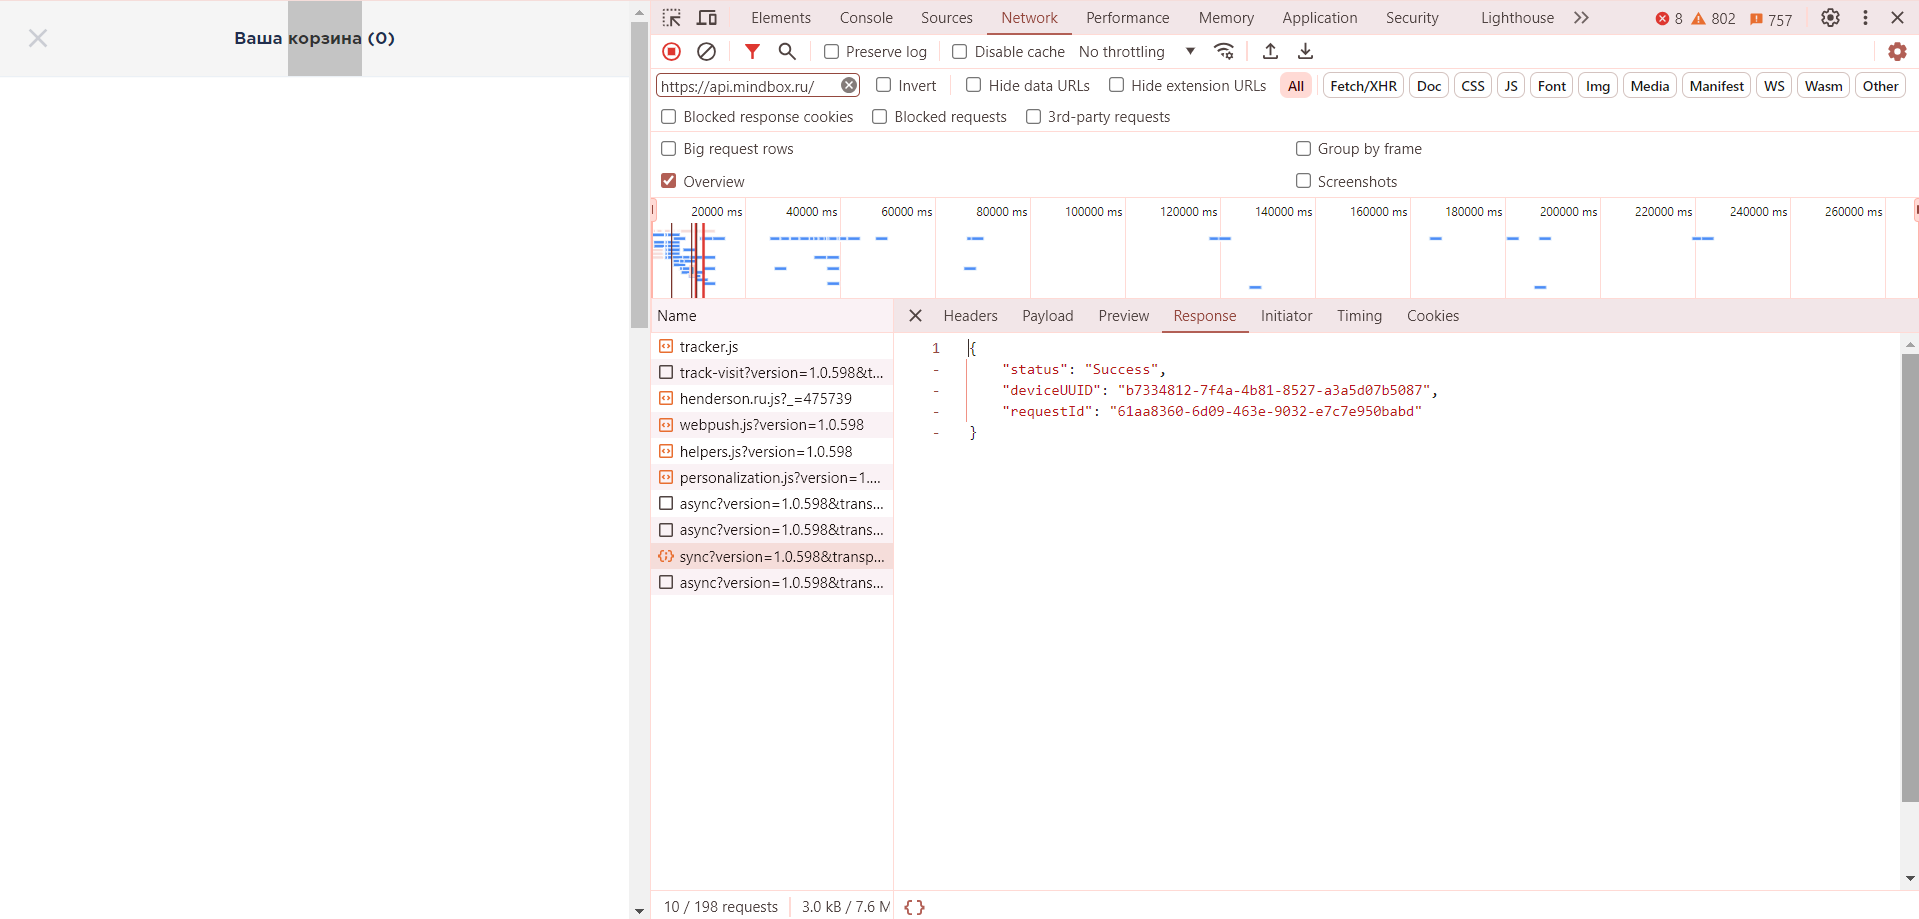 Ваша корзина (0)
Elements Console Sources Network Performance Memory Application Security Lighthouse 8 802 757
Preserve log Disable cache No throttling
https://api.mindbox.ru/ Invert Hide data URLs Hide extension URLs All Fetch/XHR Doc CSS JS Font Img Media Manifest WS Wasm Other
Blocked response cookies Blocked requests 3rd-party requests
Big request rows Group by frame
Overview Screenshots
20000 ms 40000 ms 60000 ms 80000 ms 100000 ms 120000 ms 140000 ms 160000 ms 180000 ms 200000 ms 220000 ms 240000 ms 260000 ms
Name
Headers Payload Preview Response Initiator Timing Cookies
tracker.js
track-visit?version=1.0.598&t...
henderson.ru.js?_=475739
webpush.js?version=1.0.598
helpers.js?version=1.0.598
personalization.js?version=1....
async?version=1.0.598&trans...
async?version=1.0.598&trans...
sync?version=1.0.598&transp...
async?version=1.0.598&trans...
1 {
- "status": "Success",
- "deviceUUID": "b7334812-7f4a-4b81-8527-a3a5d07b5087",
- "requestId": "61aa8360-6d09-463e-9032-e7c7e950babd"
- }
10 / 198 requests 3.0 kB / 7.6 M
{ }